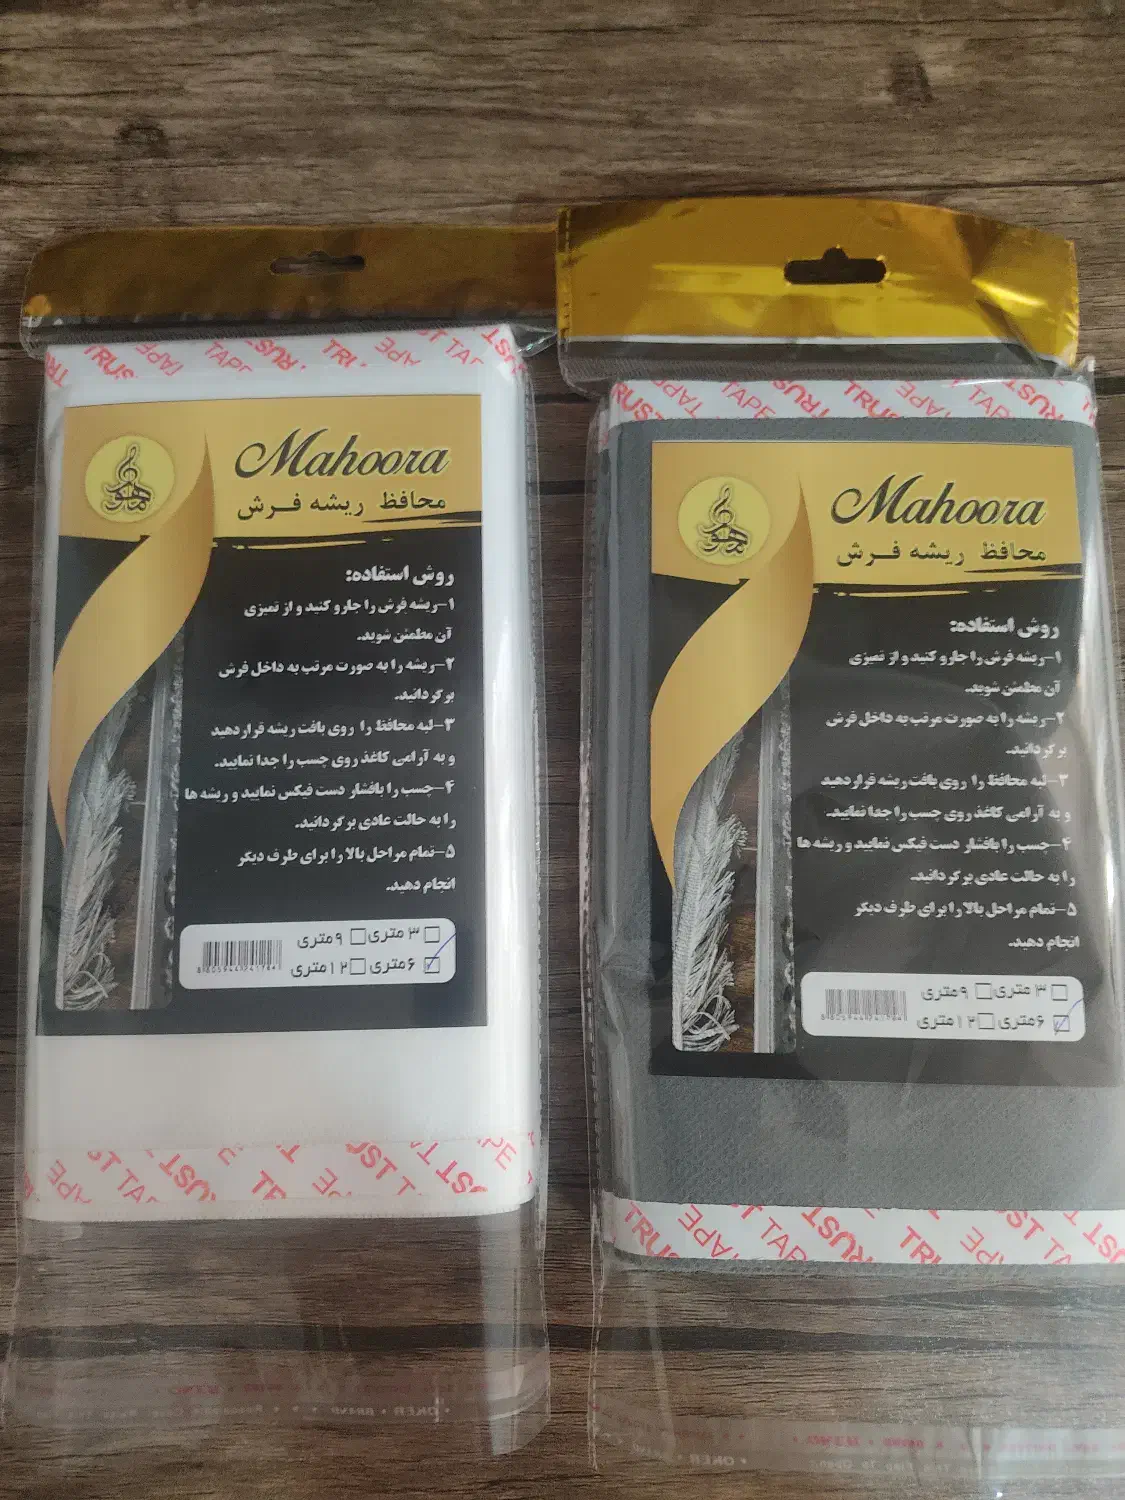 TRUST TAPE
Mahoora
محافظ ریشه فرش
روش استفاده:
۱-ریشه فرش را جارو کنید و از تمیزی
آن مطمئن شوید.
۲-ریشه را به صورت مرتب به داخل فرش
برگردانید.
۳-لبه محافظ را روی بافت ریشه قرار دهید
و به آرامی کاغذ روی چسب را جدا نمایید.
۴-چسب را بافشار دست فیکس نمایید و ریشه ها
را به حالت عادی برگردانید.
۵-تمام مراحل بالا را برای طرف دیگر
انجام دهید.
۳ متری ۹ متری
۶ متری ۱۲ متری
TRUST TAPE
TRUST TAPE
Mahoora
محافظ ریشه فرش
روش استفاده:
۱-ریشه فرش را جارو کنید و از تمیزی
آن مطمئن شوید.
۲-ریشه را به صورت مرتب به داخل فرش
برگردانید.
۳-لبه محافظ را روی بافت ریشه قرار دهید
و به آرامی کاغذ روی چسب را جدا نمایید.
۴-چسب را بافشار دست فیکس نمایید و ریشه ها
را به حالت عادی برگردانید.
۵-تمام مراحل بالا را برای طرف دیگر
انجام دهید.
۳ متری ۹ متری
۶ متری ۱۲ متری
TRUST TAPE